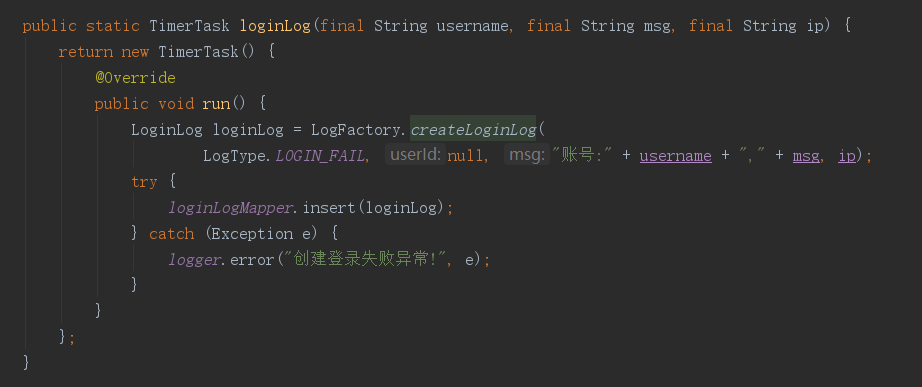 public static TimerTask loginLog(final String username, final String msg, final String ip) {
return new TimerTask() {
@Override
public void run() {
LoginLog loginLog = LogFactory.createLoginLog(
LogType.LOGIN_FAIL, userId: null, msg: "账号:" + username + "," + msg, ip);
try {
loginLogMapper.insert(loginLog);
} catch (Exception e) {
logger.error("创建登录失败异常!", e);
}
}
};
}